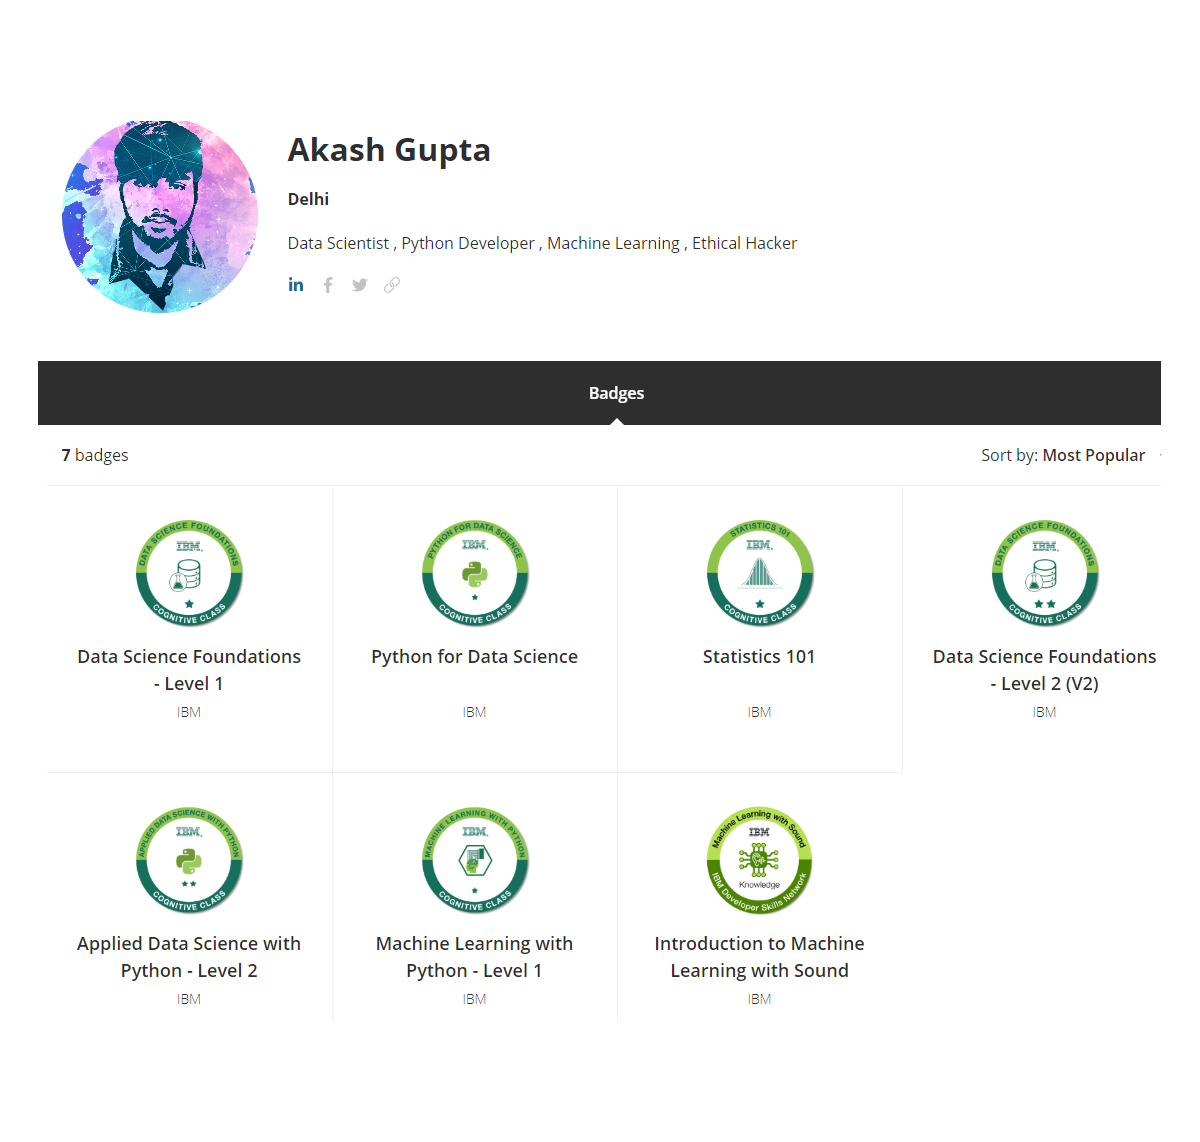 Akash Gupta
Delhi
Data Scientist , Python Developer , Machine Learning , Ethical Hacker
in
Badges
7 badges
Sort by: Most Popular
DATA SCIENCE FOUNDATIONS
IBM.
COGNITIVE CLASS
Data Science Foundations
- Level 1
IBM
PYTHON FOR DATA SCIENCE
IBM.
COGNITIVE CLASS
Python for Data Science
IBM
STATISTICS 101
IBM.
COGNITIVE CLASS
Statistics 101
IBM
DATA SCIENCE FOUNDATIONS
IBM.
COGNITIVE CLASS
Data Science Foundations
- Level 2 (V2)
IBM
APPLIED DATA SCIENCE WITH PYTHON
IBM.
COGNITIVE CLASS
Applied Data Science with
Python - Level 2
IBM
MACHINE LEARNING WITH PYTHON
IBM.
COGNITIVE CLASS
Machine Learning with
Python - Level 1
IBM
Machine Learning with Sound
IBM
Knowledge
IBM Developer Skills Network
Introduction to Machine
Learning with Sound
IBM